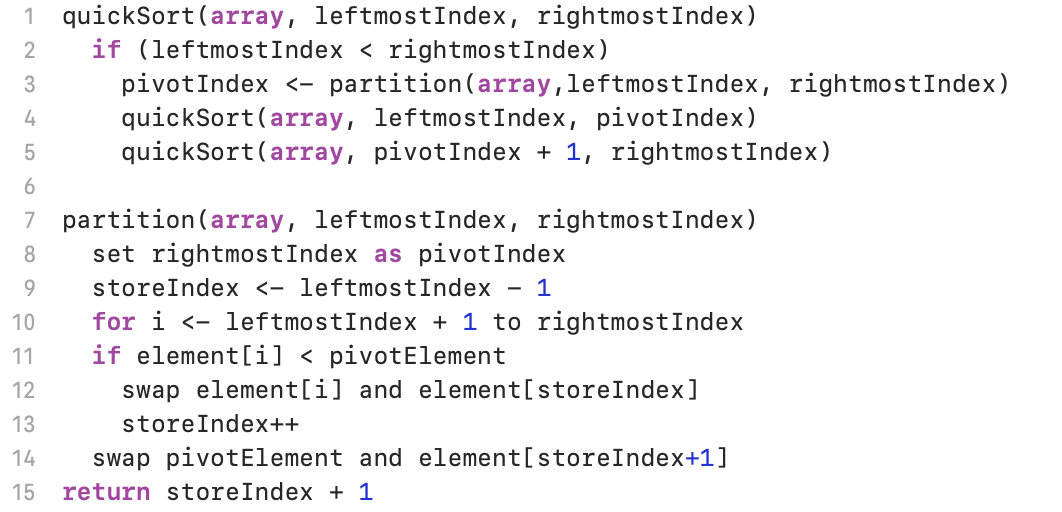 1 quickSort(array, leftmostIndex, rightmostIndex)
2   if (leftmostIndex < rightmostIndex)
3     pivotIndex <- partition(array,leftmostIndex, rightmostIndex)
4     quickSort(array, leftmostIndex, pivotIndex)
5     quickSort(array, pivotIndex + 1, rightmostIndex)
6
7 partition(array, leftmostIndex, rightmostIndex)
8   set rightmostIndex as pivotIndex
9   storeIndex <- leftmostIndex - 1
10   for i <- leftmostIndex + 1 to rightmostIndex
11   if element[i] < pivotElement
12     swap element[i] and element[storeIndex]
13     storeIndex++
14   swap pivotElement and element[storeIndex+1]
15 return storeIndex + 1